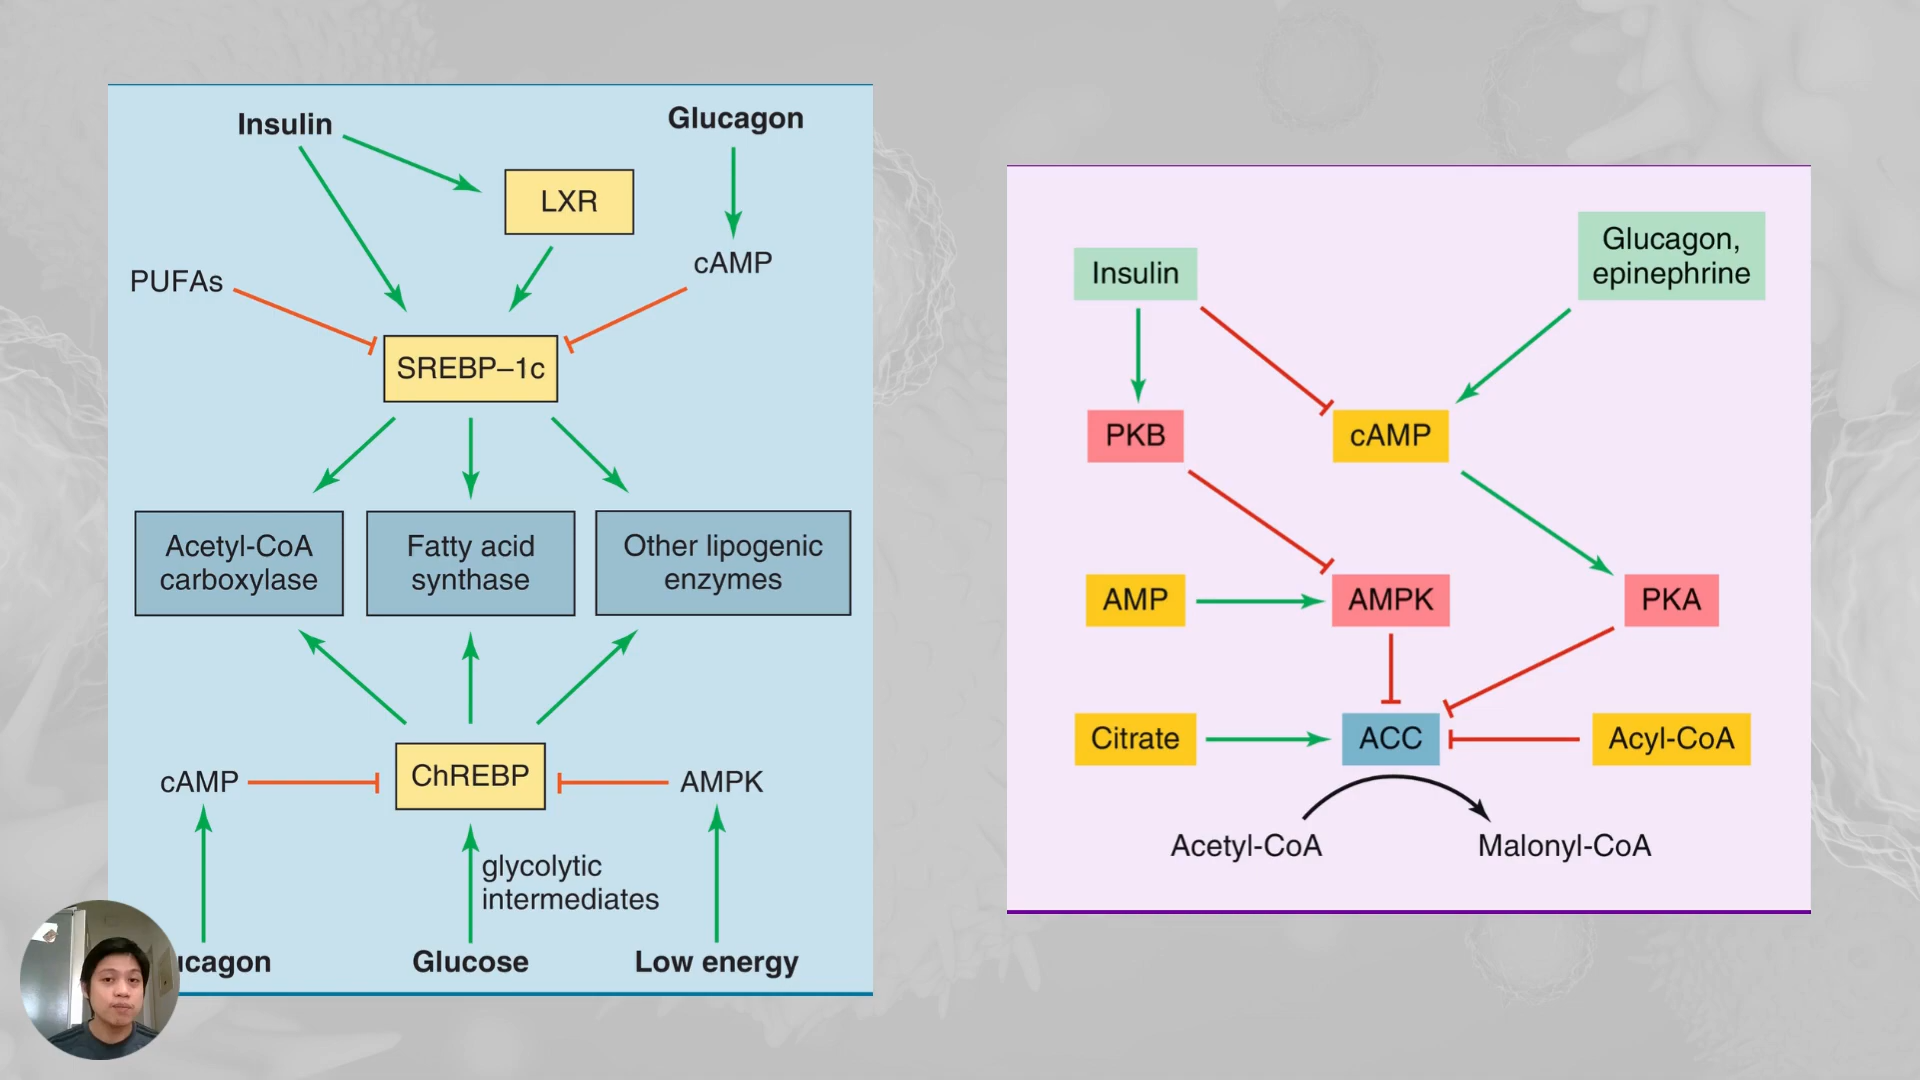 Insulin
Glucagon
LXR
cAMP
PUFAs
SREBP–1c
Acetyl-CoA
carboxylase
Fatty acid
synthase
Other lipogenic
enzymes
cAMP
ChREBP
AMPK
glycolytic
intermediates
ucagon
Glucose
Low energy
Insulin
Glucagon,
epinephrine
PKB
cAMP
AMP
AMPK
PKA
Citrate
ACC
Acyl-CoA
Acetyl-CoA
Malonyl-CoA